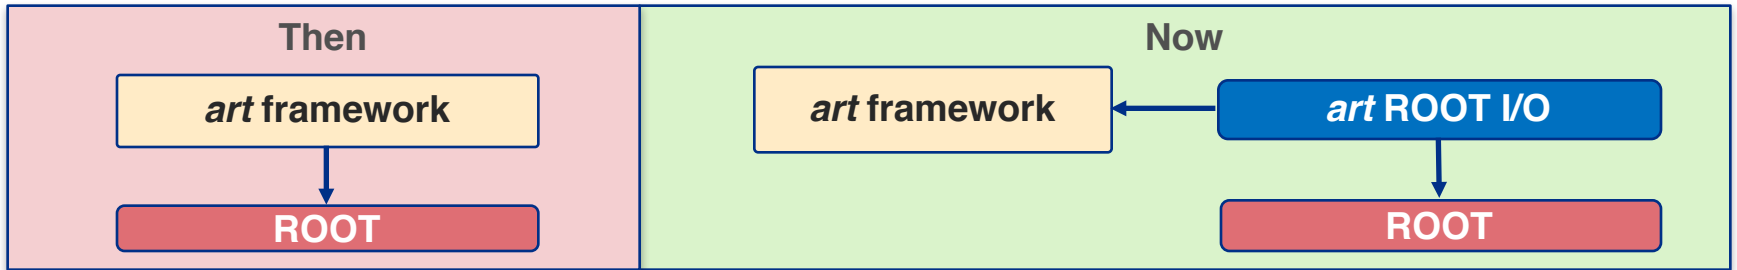 Then
art framework
ROOT
Now
art framework
art ROOT I/O
ROOT